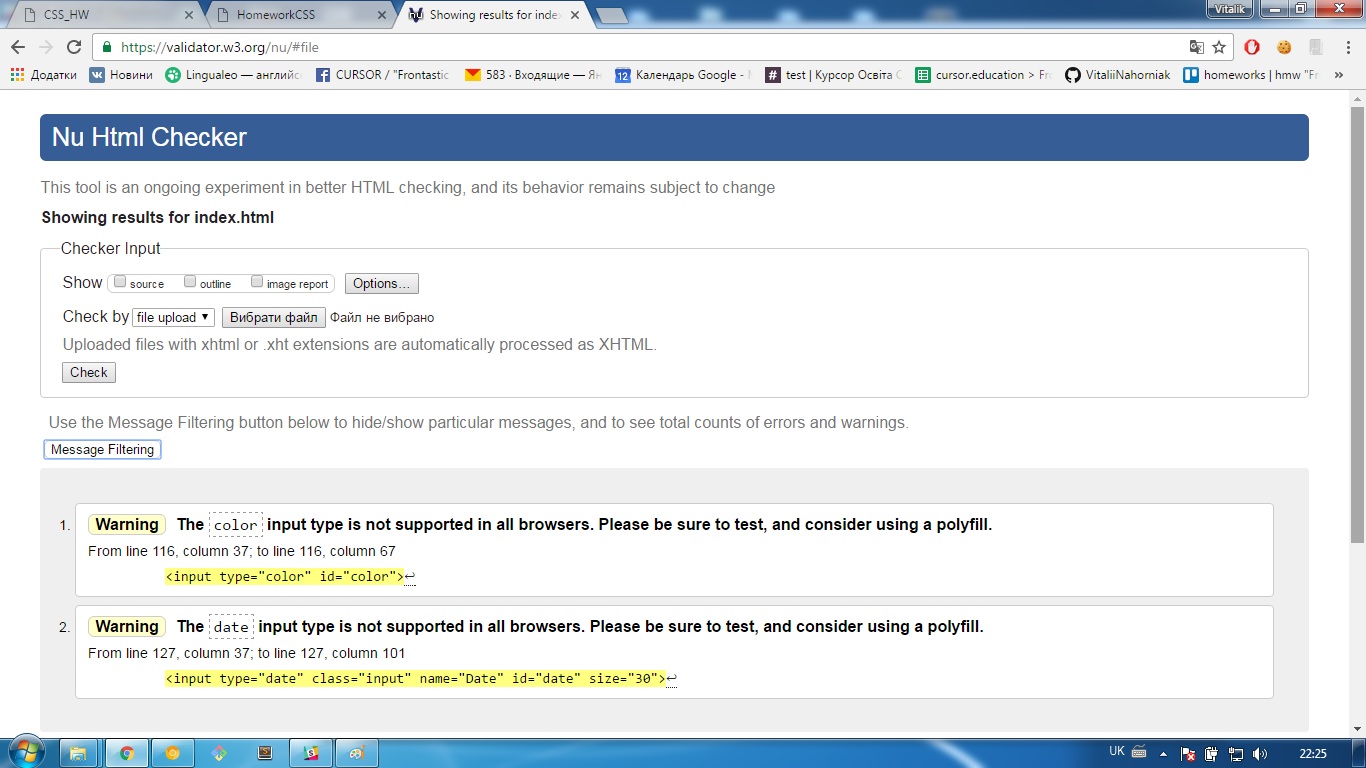 CSS_HW
HomeworkCSS
Showing results for inde
Vitalik
https://validator.w3.org/nu/#file
Додатки
Новини
Lingualeo — английс
CURSOR / "Frontastic
583 · Входящие — Ян
Календарь Google -
test | Курсор Освіта
cursor.education > Fr
VitaliiNahorniak
homeworks | hmw "Fr
»
Nu Html Checker
This tool is an ongoing experiment in better HTML checking, and its behavior remains subject to change
Showing results for index.html
Checker Input
Show source outline image report Options...
Check by file upload Вибрати файл Файл не вибрано
Uploaded files with xhtml or .xht extensions are automatically processed as XHTML.
Check
Use the Message Filtering button below to hide/show particular messages, and to see total counts of errors and warnings.
Message Filtering
1. Warning The color input type is not supported in all browsers. Please be sure to test, and consider using a polyfill.
From line 116, column 37; to line 116, column 67
<input type="color" id="color">↩
2. Warning The date input type is not supported in all browsers. Please be sure to test, and consider using a polyfill.
From line 127, column 37; to line 127, column 101
<input type="date" class="input" name="Date" id="date" size="30">↩
UK
22:25